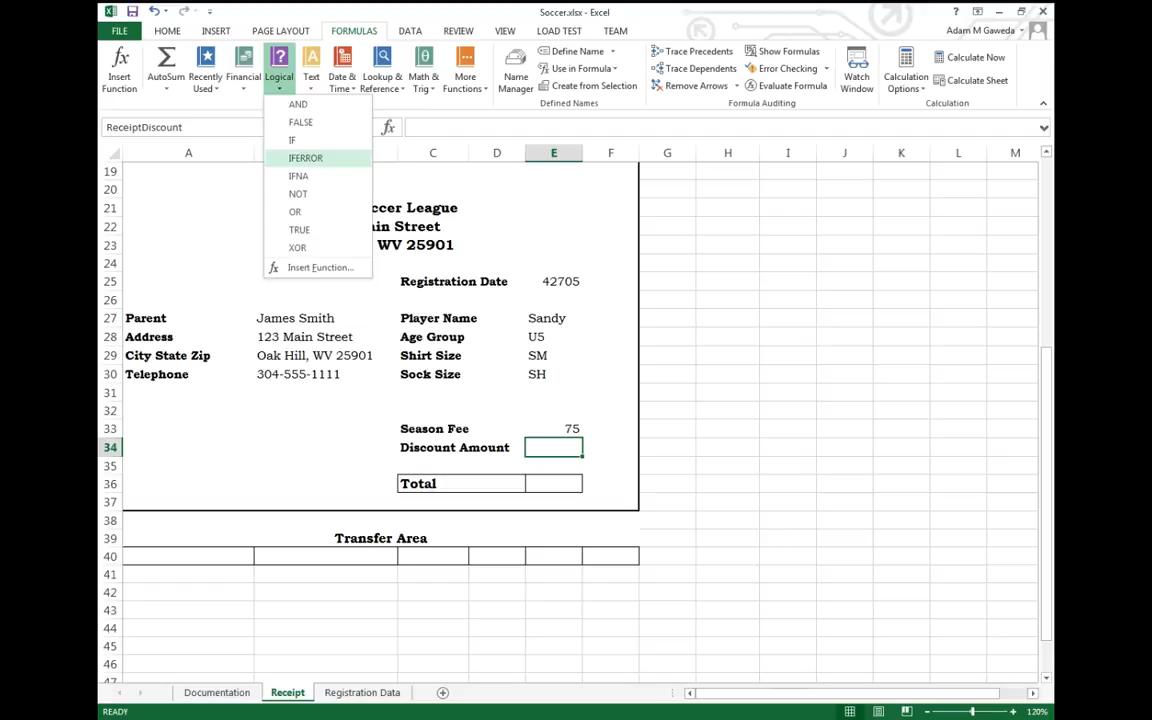 Soccer.xlsx - Excel
FILE HOME INSERT PAGE LAYOUT FORMULAS DATA REVIEW VIEW LOAD TEST TEAM Adam M Gaweda
Insert Function
AutoSum
Recently Used
Financial
Logical
Text
Date & Time
Lookup & Reference
Math & Trig
More Functions
Name Manager
Define Name
Use in Formula
Create from Selection
Defined Names
Trace Precedents
Trace Dependents
Remove Arrows
Show Formulas
Error Checking
Evaluate Formula
Formula Auditing
Watch Window
Calculation Options
Calculate Now
Calculate Sheet
Calculation
AND
FALSE
IF
IFERROR
IFNA
NOT
OR
TRUE
XOR
fx Insert Function...
ReceiptDiscount fx
A C D E F G H I J K L M
19
20
21 ccer League
22 in Street
23 WV 25901
24
25 Registration Date 42705
26
27 Parent James Smith Player Name Sandy
28 Address 123 Main Street Age Group U5
29 City State Zip Oak Hill, WV 25901 Shirt Size SM
30 Telephone 304-555-1111 Sock Size SH
31
32
33 Season Fee 75
34 Discount Amount
35
36 Total
37
38
39 Transfer Area
40
41
42
43
44
45
46
47
Documentation Receipt Registration Data
READY 120%